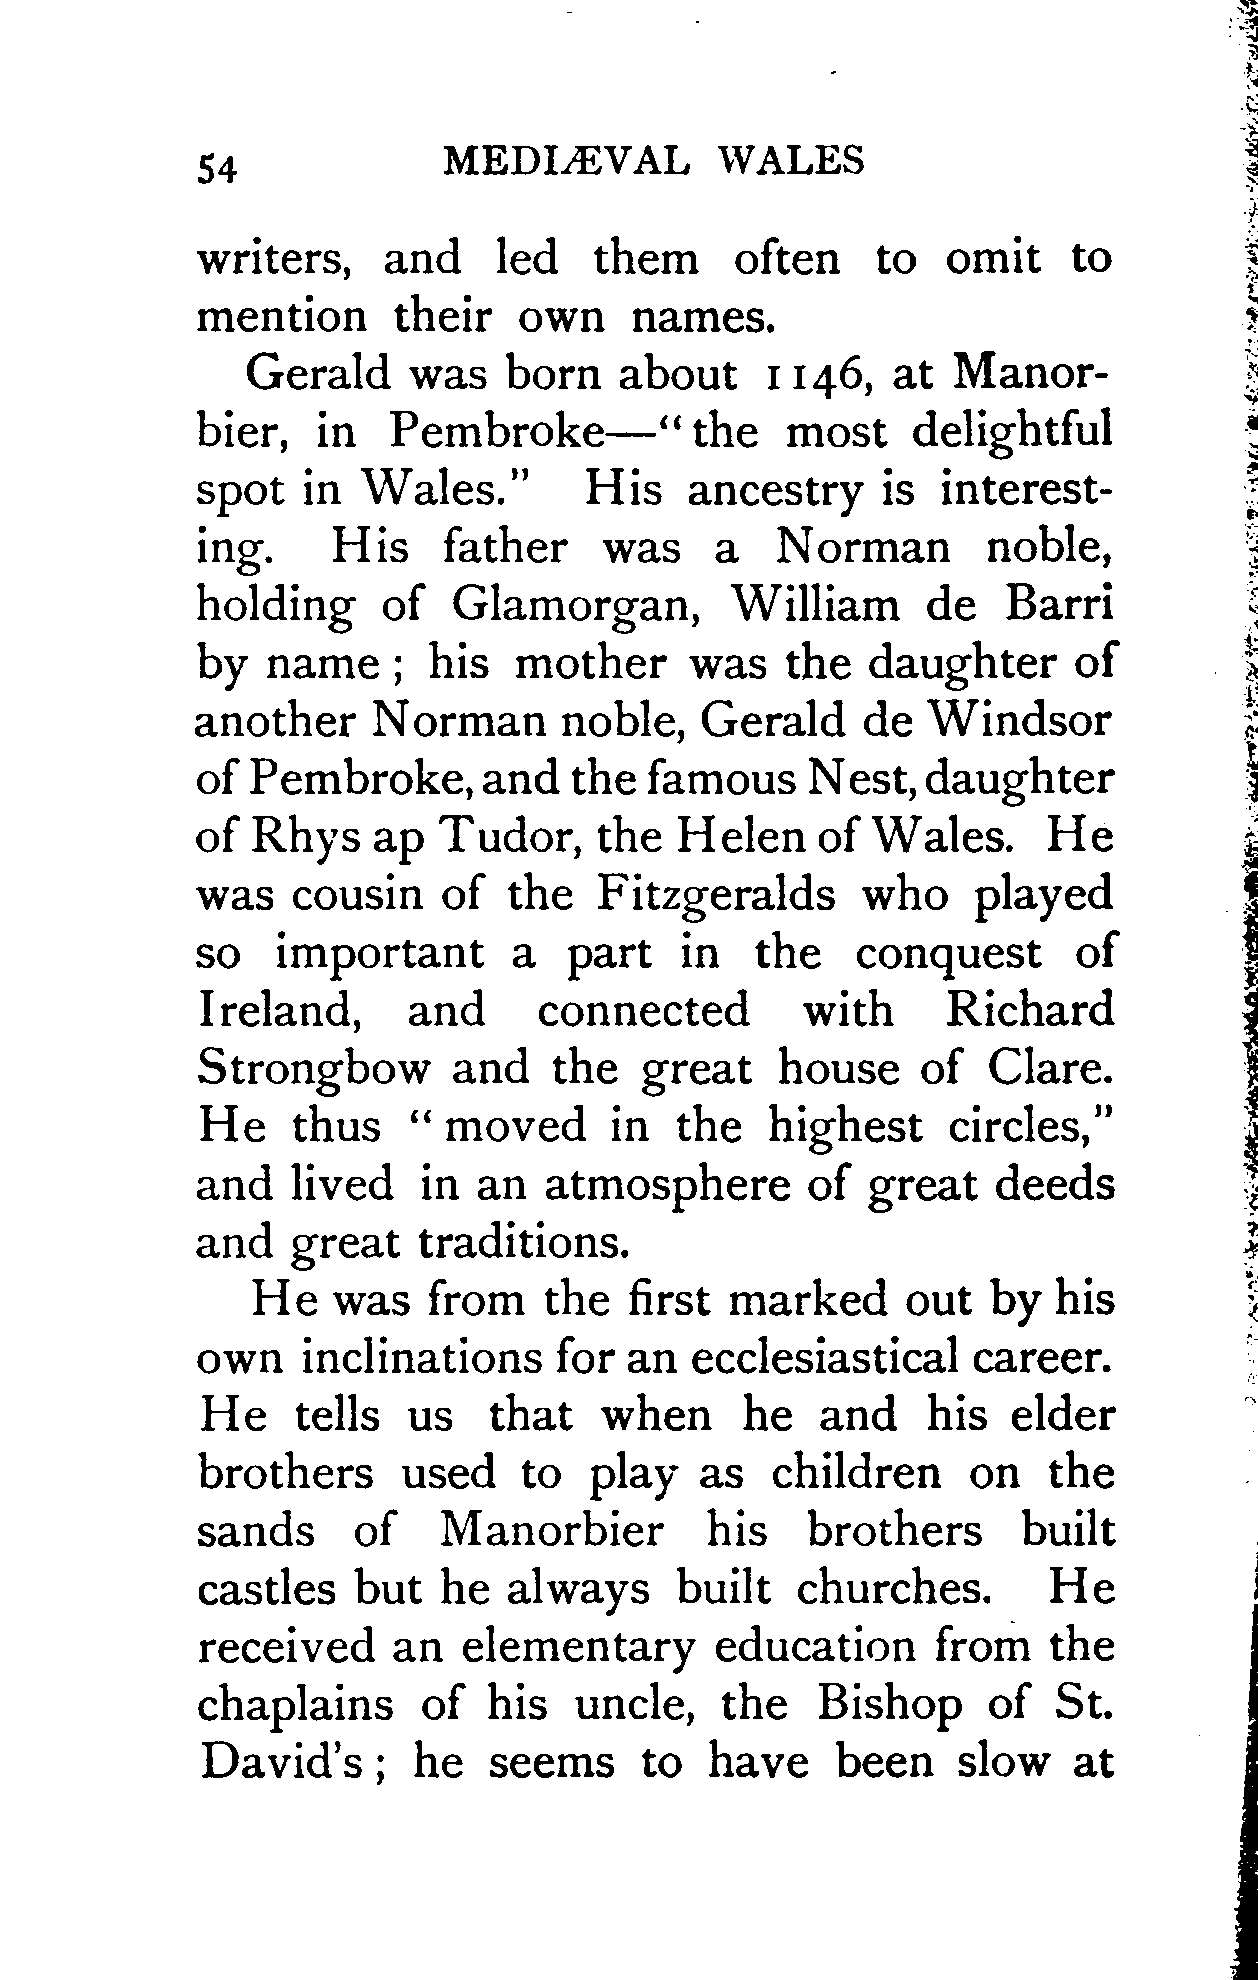 54 MEDIÆVAL WALES
writers, and led them often to omit to
mention their own names.
Gerald was born about 1146, at Manor-
bier, in Pembroke—“ the most delightful
spot in Wales.” His ancestry is interest-
ing. His father was a Norman noble,
holding of Glamorgan, William de Barri
by name ; his mother was the daughter of
another Norman noble, Gerald de Windsor
of Pembroke, and the famous Nest, daughter
of Rhys ap Tudor, the Helen of Wales. He
was cousin of the Fitzgeralds who played
so important a part in the conquest of
Ireland, and connected with Richard
Strongbow and the great house of Clare.
He thus “ moved in the highest circles,”
and lived in an atmosphere of great deeds
and great traditions.
He was from the first marked out by his
own inclinations for an ecclesiastical career.
He tells us that when he and his elder
brothers used to play as children on the
sands of Manorbier his brothers built
castles but he always built churches. He
received an elementary education from the
chaplains of his uncle, the Bishop of St.
David's ; he seems to have been slow at